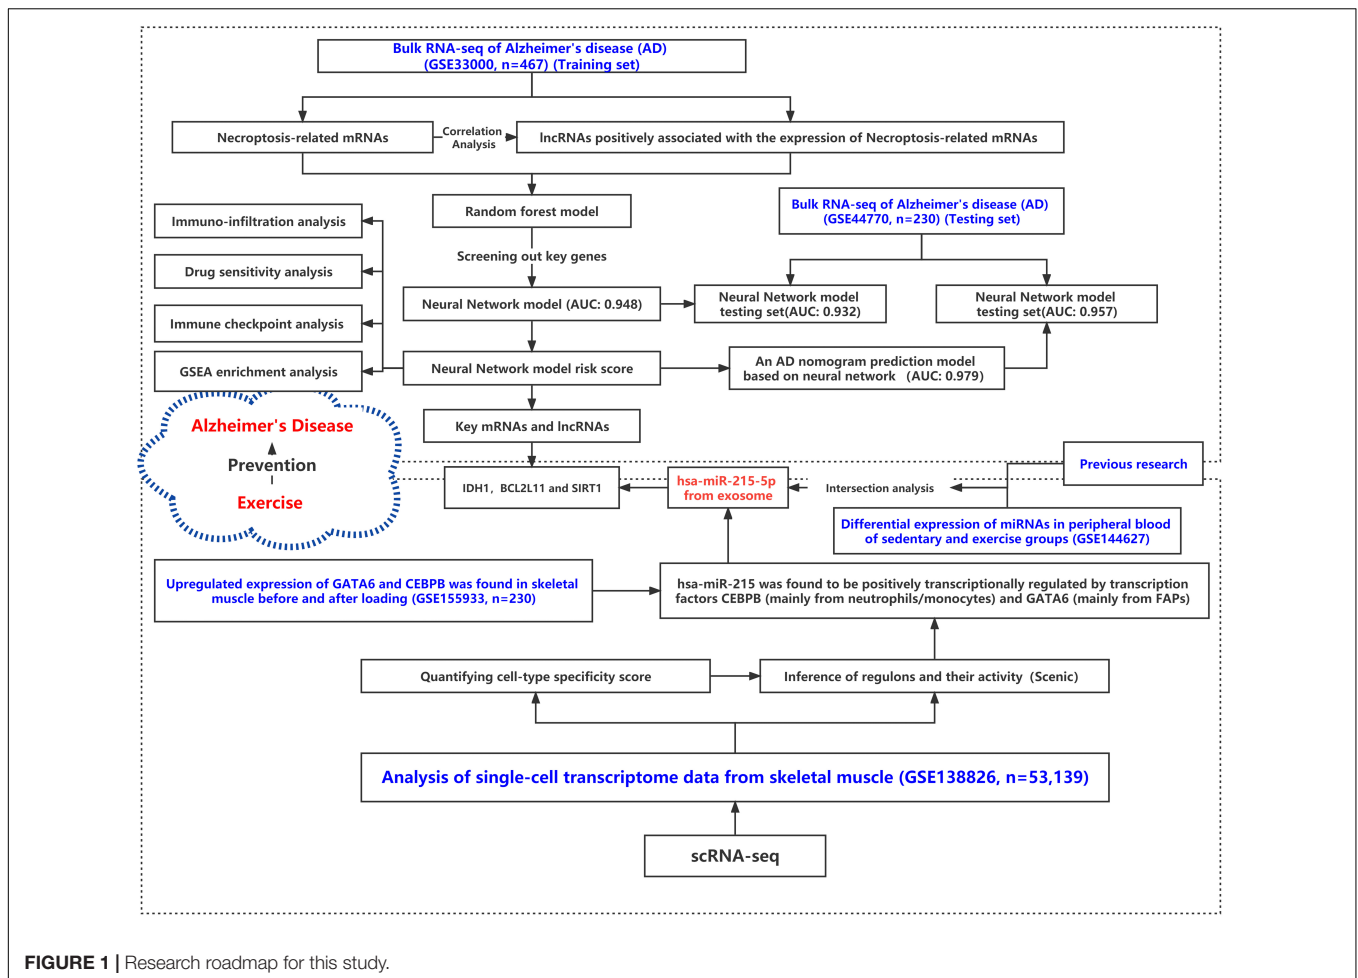 Bulk RNA-seq of Alzheimer's disease (AD)
(GSE33000, n=467) (Training set)
Necroptosis-related mRNAs
Correlation
Analysis
lncRNAs positively associated with the expression of Necroptosis-related mRNAs
Random forest model
Bulk RNA-seq of Alzheimer's disease (AD)
(GSE44770, n=230) (Testing set)
Immuno-infiltration analysis
Screening out key genes
Drug sensitivity analysis
Neural Network model (AUC: 0.948)
Neural Network model
testing set(AUC: 0.932)
Neural Network model
testing set(AUC: 0.957)
Immune checkpoint analysis
GSEA enrichment analysis
Neural Network model risk score
An AD nomogram prediction model
based on neural network （AUC: 0.979）
Key mRNAs and lncRNAs
Alzheimer's Disease
Prevention
Exercise
IDH1，BCL2L11 and SIRT1
hsa-miR-215-5p
from exosome
Intersection analysis
Previous research
Differential expression of miRNAs in peripheral blood
of sedentary and exercise groups (GSE144627)
Upregulated expression of GATA6 and CEBPB was found in skeletal
muscle before and after loading (GSE155933, n=230)
hsa-miR-215 was found to be positively transcriptionally regulated by transcription
factors CEBPB (mainly from neutrophils/monocytes) and GATA6 (mainly from FAPs)
Quantifying cell-type specificity score
Inference of regulons and their activity（Scenic）
Analysis of single-cell transcriptome data from skeletal muscle (GSE138826, n=53,139)
scRNA-seq
FIGURE 1 | Research roadmap for this study.